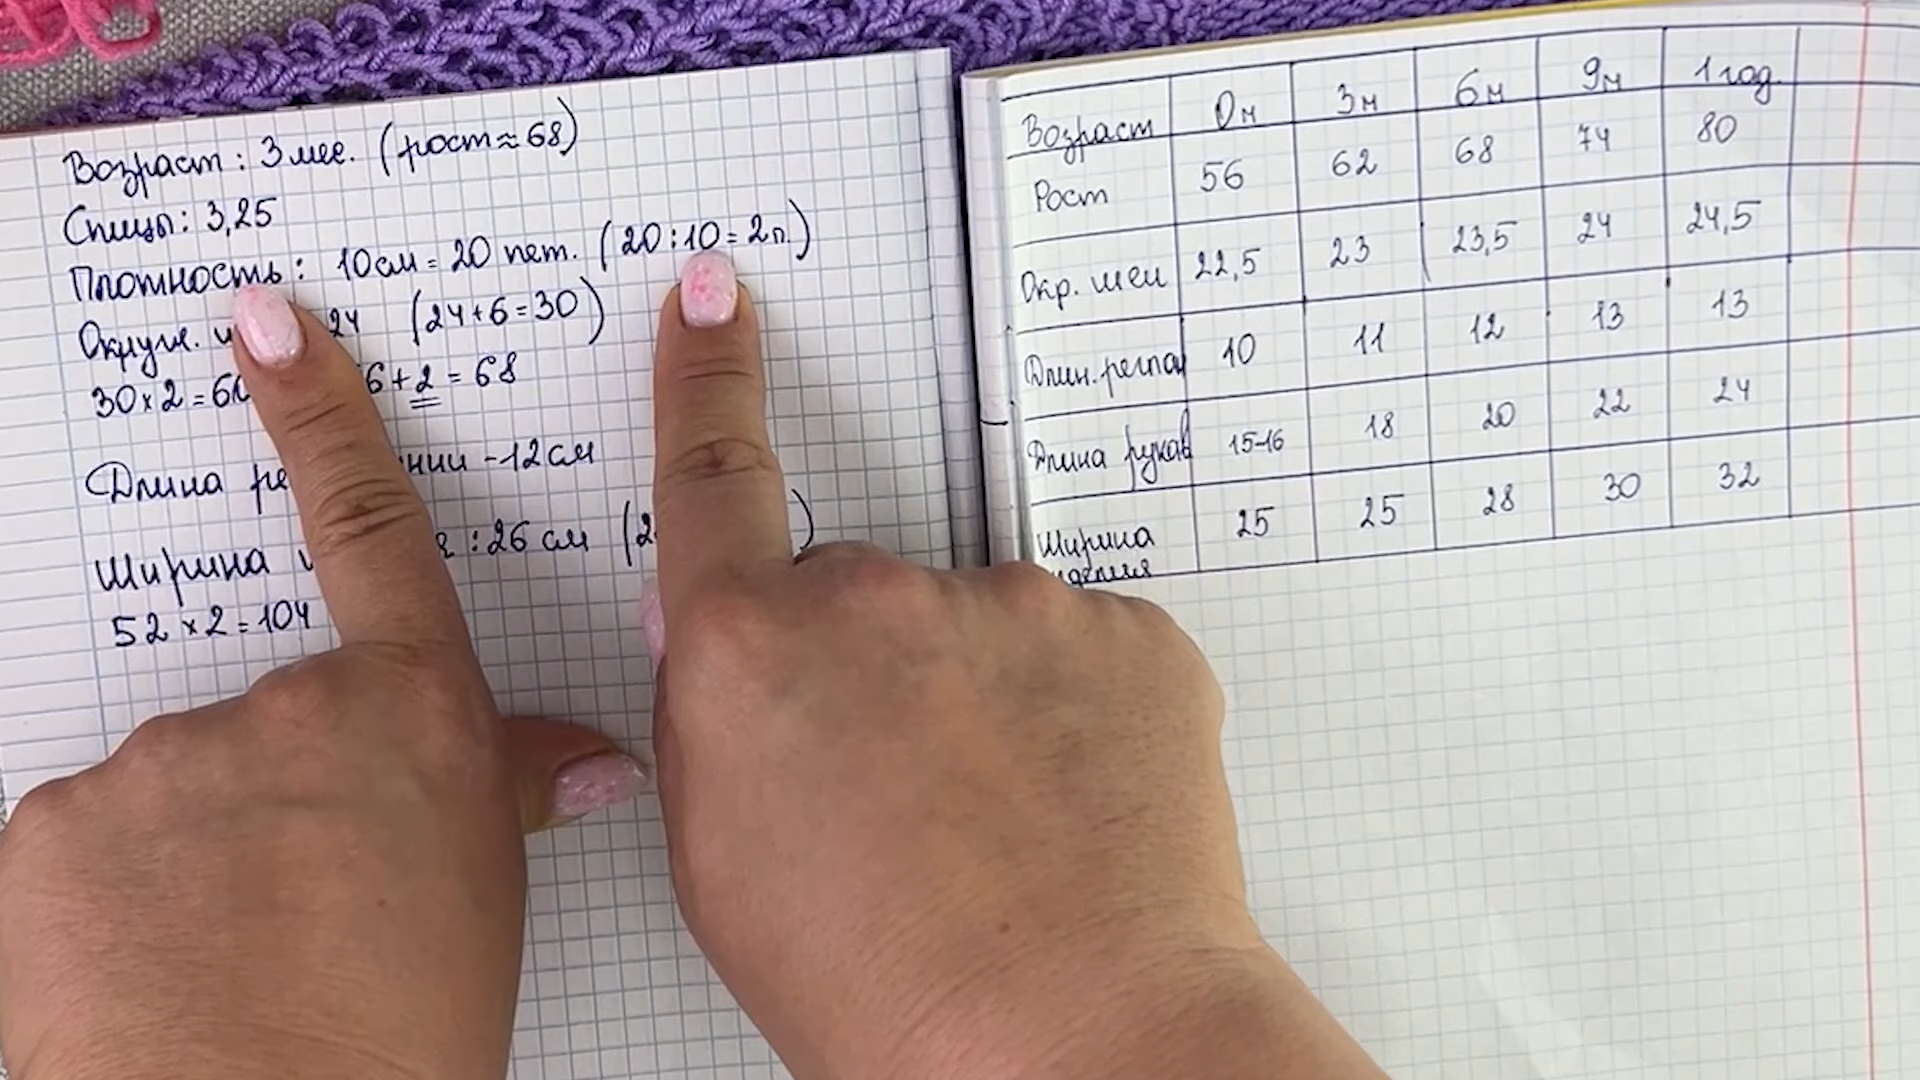 Возраст: 3 мес. (рост ≈ 68)
Спицы: 3,25
Плотность: 10 см = 20 пет. (20:10 = 2п.)
Окруж. 24 (24+6=30)
30×2=60 6+2 = 68
Длина - 12 см
Ширина : 26 см (2 )
52 × 2 = 104
Возраст 0м 3м 6м 9м 1 год.
Рост 56 62 68 74 80
Окр. шеи 22,5 23 23,5 24 24,5
Длин. реглан 10 11 12 13 13
Длина рукав 15-16 18 20 22 24
Ширина 25 25 28 30 32
изделия